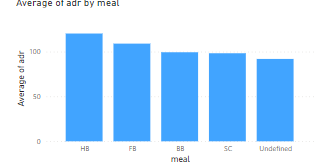 Average of adr by meal
Average of adr
100
50
0
HB FB BB SC Undefined
meal